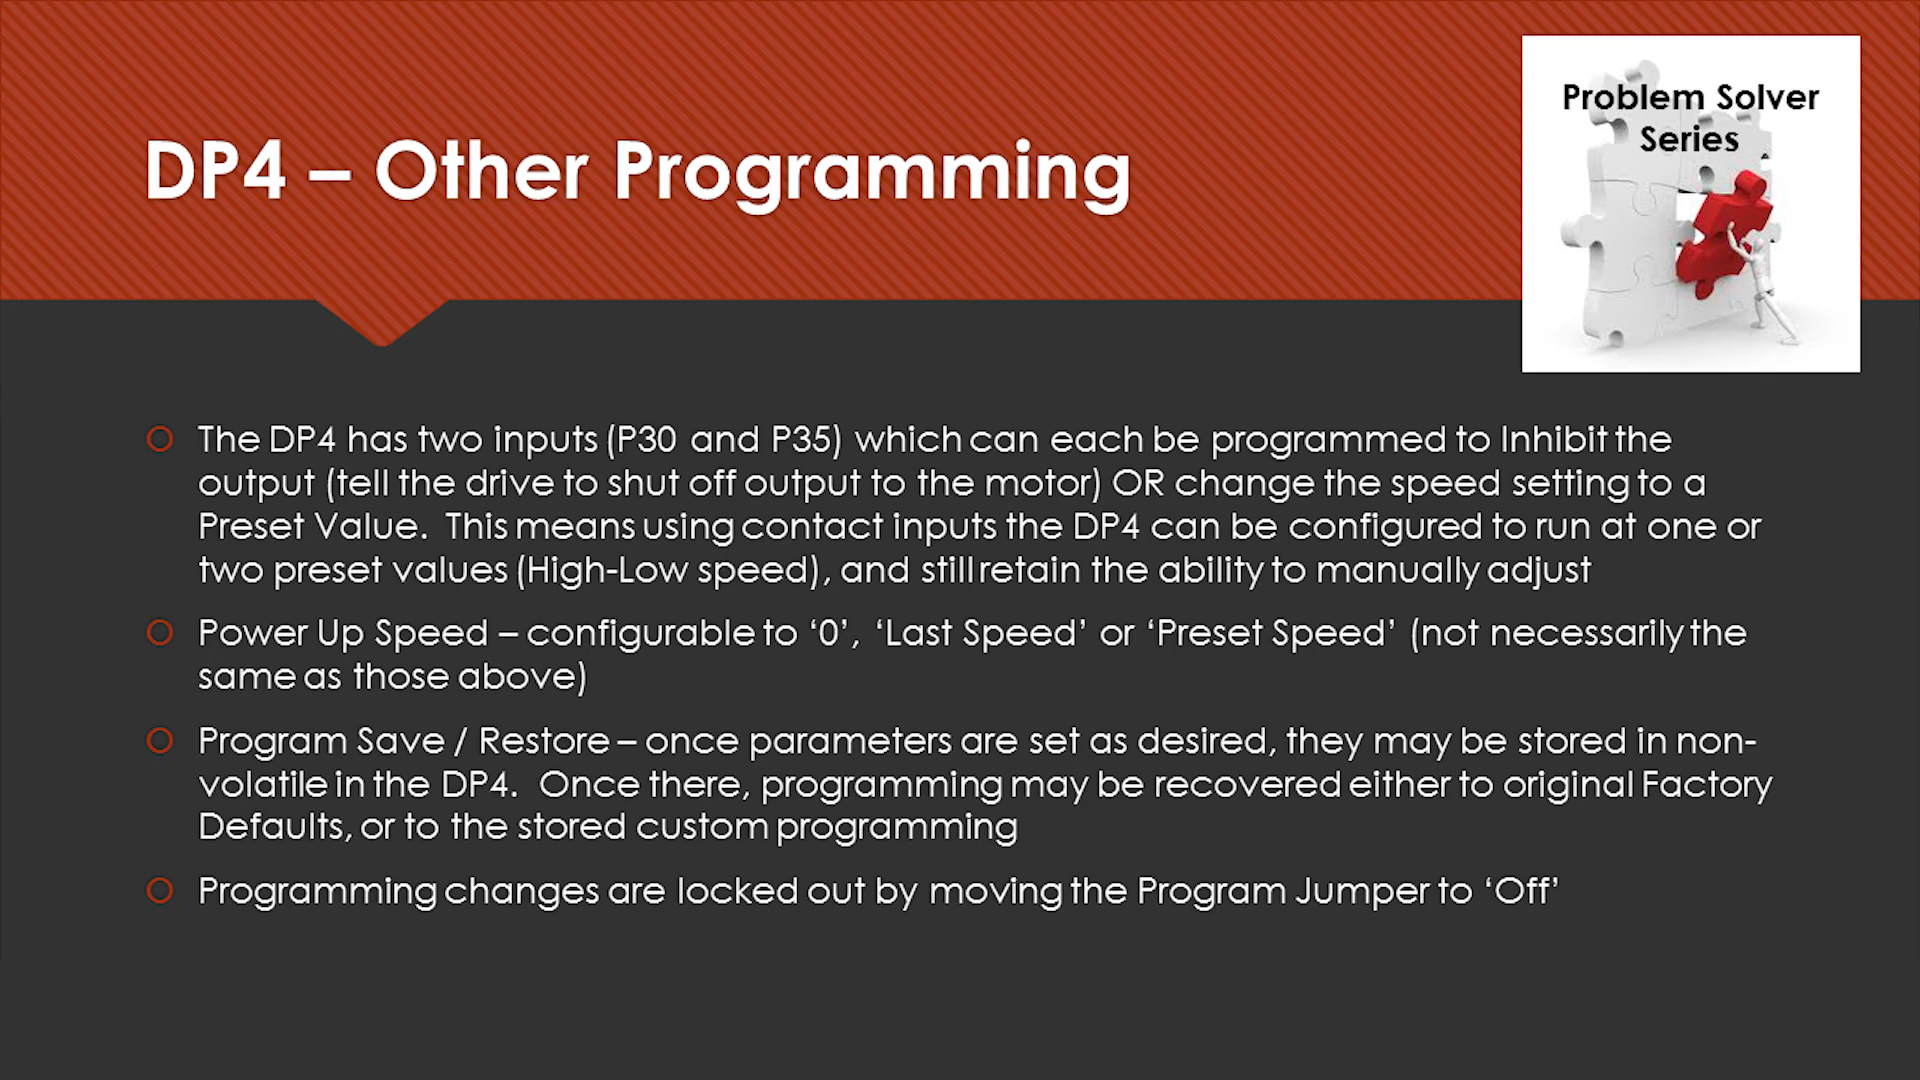 DP4 – Other Programming
Problem Solver
Series
The DP4 has two inputs (P30 and P35) which can each be programmed to Inhibit the
output (tell the drive to shut off output to the motor) OR change the speed setting to a
Preset Value.  This means using contact inputs the DP4 can be configured to run at one or
two preset values (High-Low speed), and still retain the ability to manually adjust
Power Up Speed – configurable to ‘0’, ‘Last Speed’ or ‘Preset Speed’ (not necessarily the
same as those above)
Program Save / Restore – once parameters are set as desired, they may be stored in non-
volatile in the DP4.  Once there, programming may be recovered either to original Factory
Defaults, or to the stored custom programming
Programming changes are locked out by moving the Program Jumper to ‘Off’